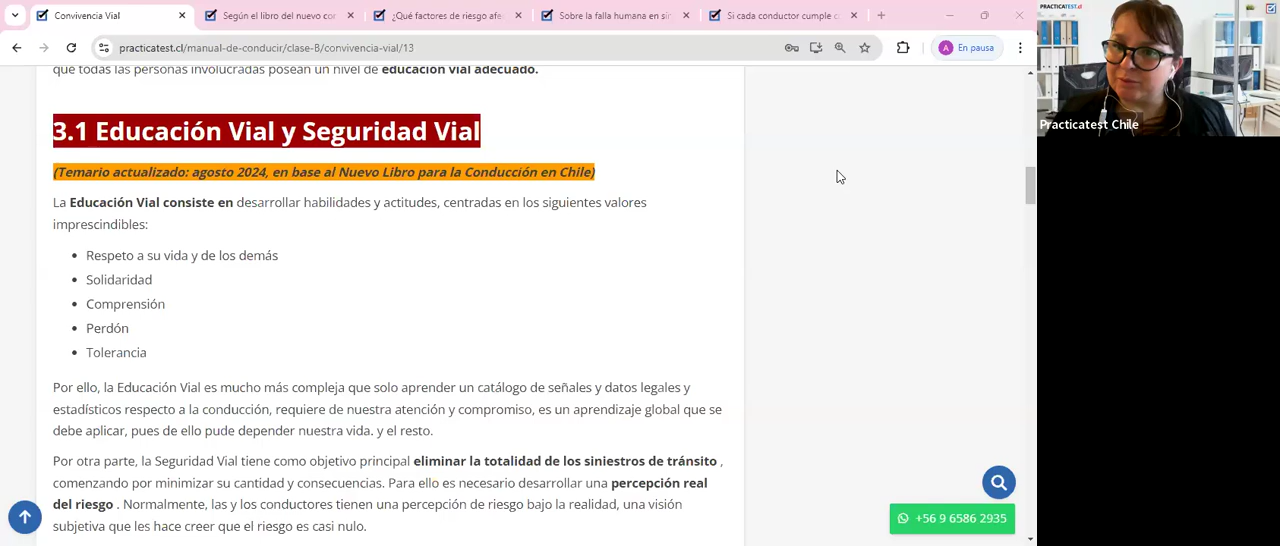 Convivencia Vial
Según el libro del nuevo con
¿Qué factores de riesgo afe
Sobre la falla humana en sin
Si cada conductor cumple c
practicatest.cl/manual-de-conducir/clase-B/convivencia-vial/13
A
En pausa
PRACTICATEST.cl
Practicatest Chile
que todas las personas involucradas posean un nivel de educación vial adecuado.
3.1 Educación Vial y Seguridad Vial
(Temario actualizado: agosto 2024, en base al Nuevo Libro para la Conducción en Chile)
La Educación Vial consiste en desarrollar habilidades y actitudes, centradas en los siguientes valores
imprescindibles:
• Respeto a su vida y de los demás
• Solidaridad
• Comprensión
• Perdón
• Tolerancia
Por ello, la Educación Vial es mucho más compleja que solo aprender un catálogo de señales y datos legales y
estadísticos respecto a la conducción, requiere de nuestra atención y compromiso, es un aprendizaje global que se
debe aplicar, pues de ello pude depender nuestra vida. y el resto.
Por otra parte, la Seguridad Vial tiene como objetivo principal eliminar la totalidad de los siniestros de tránsito ,
comenzando por minimizar su cantidad y consecuencias. Para ello es necesario desarrollar una percepción real
del riesgo . Normalmente, las y los conductores tienen una percepción de riesgo bajo la realidad, una visión
subjetiva que les hace creer que el riesgo es casi nulo.
+56 9 6586 2935